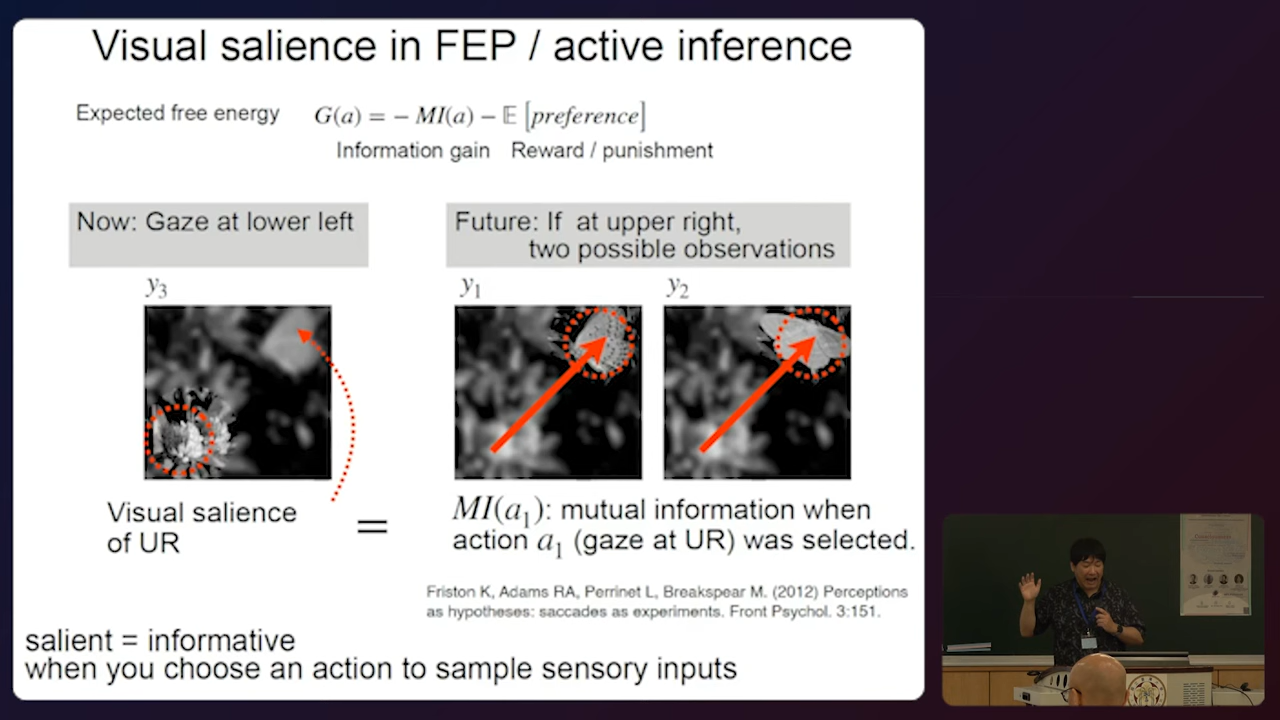 Visual salience in FEP / active inference
Expected free energy G(a) = − MI(a) − 𝔼 [preference]
Information gain Reward / punishment
Now: Gaze at lower left
Future: If at upper right,
two possible observations
y₃
y₁
y₂
Visual salience
of UR
=
MI(a₁): mutual information when
action a₁ (gaze at UR) was selected.
Friston K, Adams RA, Perrinet L, Breakspear M. (2012) Perceptions
as hypotheses: saccades as experiments. Front Psychol. 3:151.
salient = informative
when you choose an action to sample sensory inputs